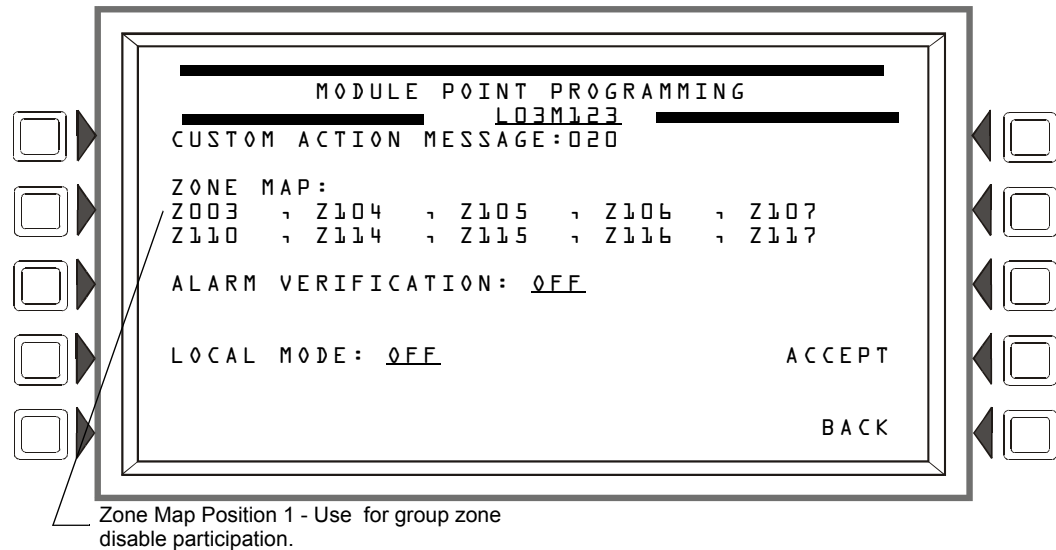 MODULE POINT PROGRAMMING
L03M123
CUSTOM ACTION MESSAGE:020
ZONE MAP:
Z003 , Z104 , Z105 , Z106 , Z107
Z110 , Z114 , Z115 , Z116 , Z117
ALARM VERIFICATION: OFF
LOCAL MODE: OFF ACCEPT
BACK
Zone Map Position 1 - Use for group zone
disable participation.